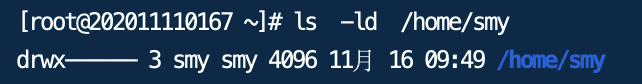 [root@202011110167 ~]# ls  -ld  /home/smy
drwx------ 3 smy smy 4096 11月 16 09:49 /home/smy